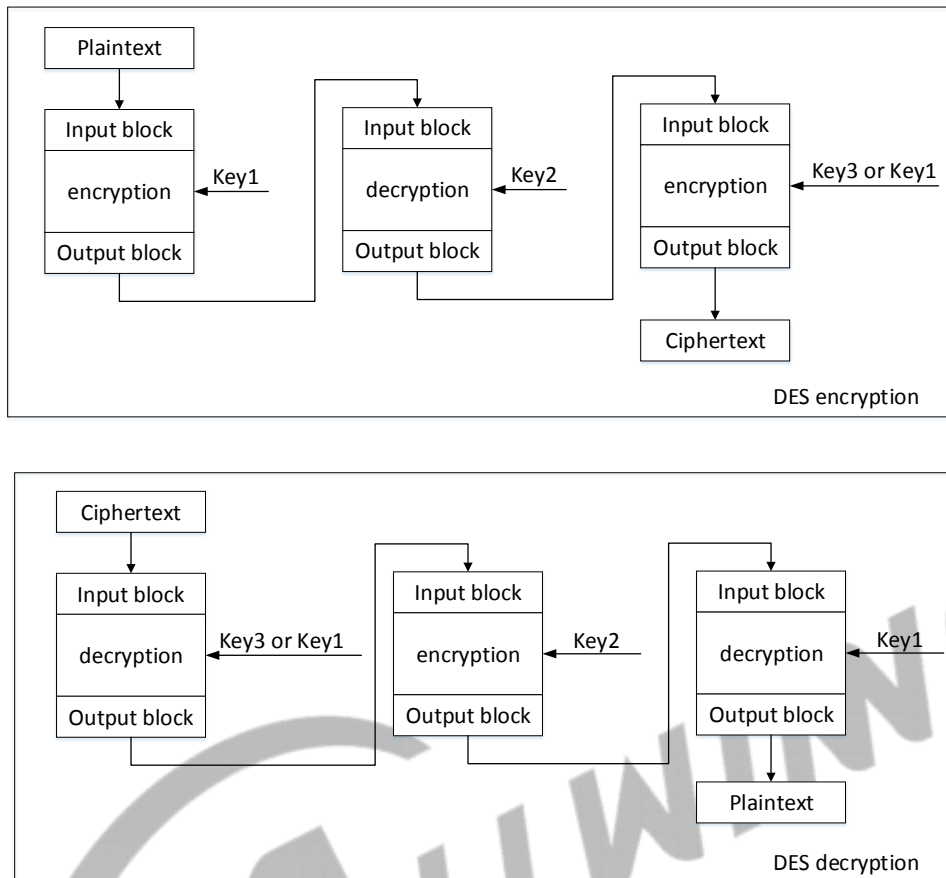 Plaintext
Input block
encryption
Output block
Key1
Input block
decryption
Output block
Key2
Input block
encryption
Output block
Key3 or Key1
Ciphertext
DES encryption
Ciphertext
Input block
decryption
Output block
Key3 or Key1
Input block
encryption
Output block
Key2
Input block
decryption
Output block
Key1
Plaintext
DES decryption